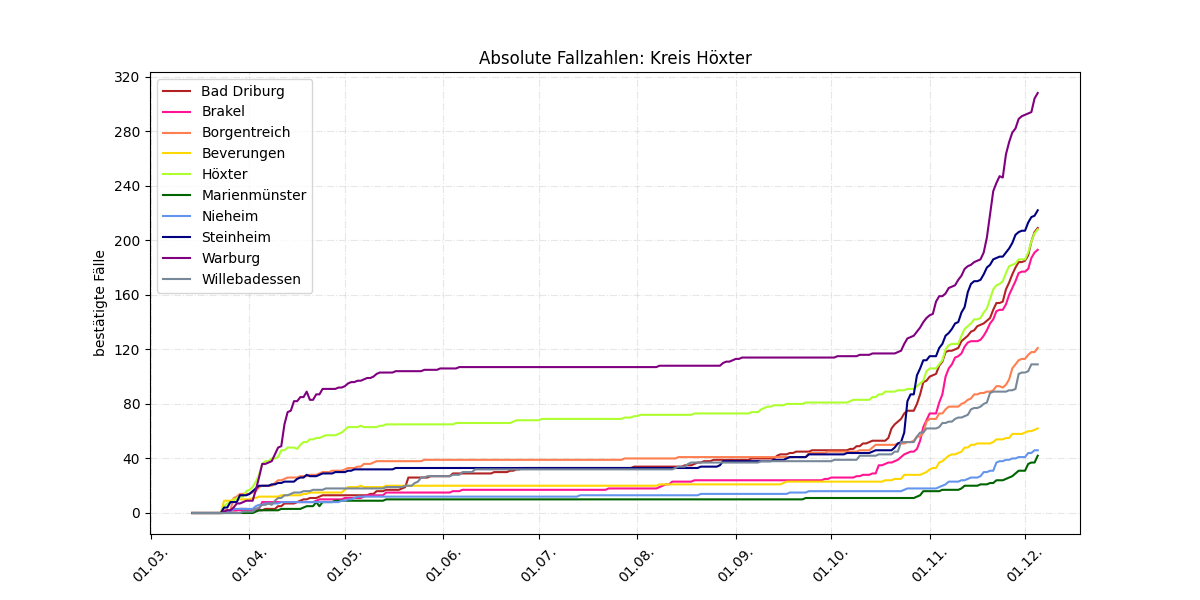 Absolute Fallzahlen: Kreis Höxter
bestätigte Fälle
320
280
240
200
160
120
80
40
0
Bad Driburg
Brakel
Borgentreich
Beverungen
Höxter
Marienmünster
Nieheim
Steinheim
Warburg
Willebadessen
01.03.
01.04.
01.05.
01.06.
01.07.
01.08.
01.09.
01.10.
01.11.
01.12.